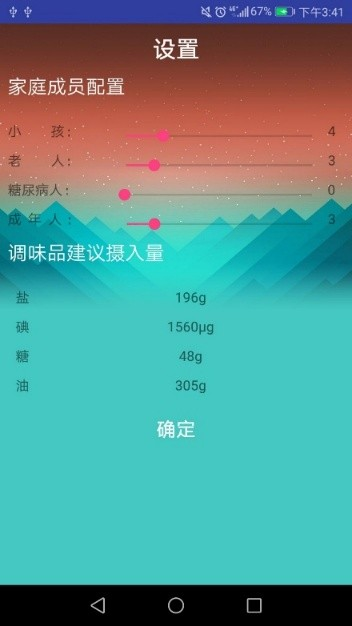 67% 下午3:41
设置
家庭成员配置
小 孩: 4
老 人: 3
糖尿病人: 0
成 年 人: 3
调味品建议摄入量
盐 196g
碘 1560μg
糖 48g
油 305g
确定